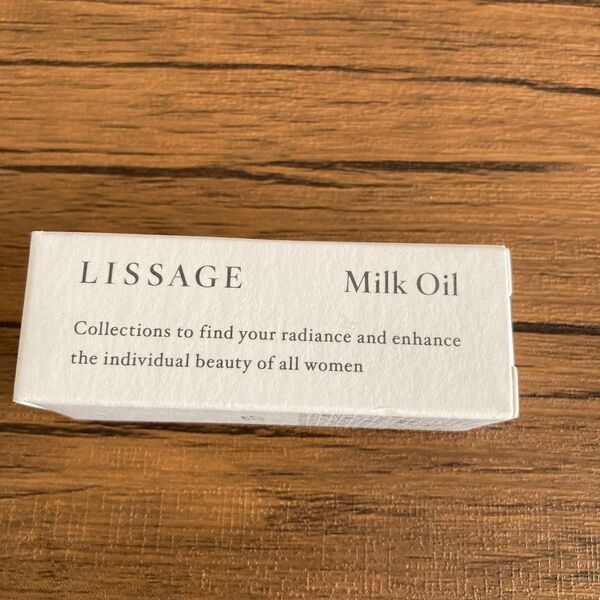 LISSAGE Milk Oil
Collections to find your radiance and enhance
the individual beauty of all women